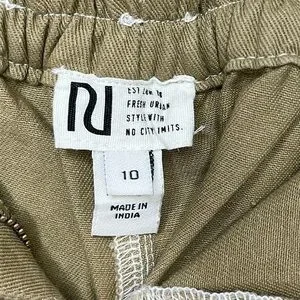 FRESH URBAN
STYLE WITH
NO CITY LIMITS.
10
MADE IN
INDIA